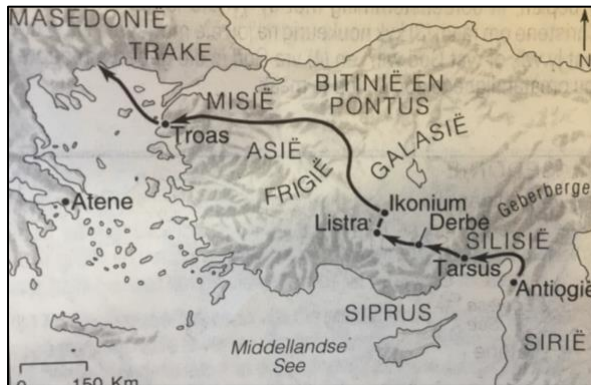 MASEDONIË
TRAKE
N
MISIË
BITINIË EN
PONTUS
Troas
ASIË
GALASIË
FRIGIË
Geberberge
Atene
Ikonium
Listra
Derbe
SILISIË
Tarsus
Antiogië
SIPRUS
SIRIË
Middellandse
See
0 150 Km